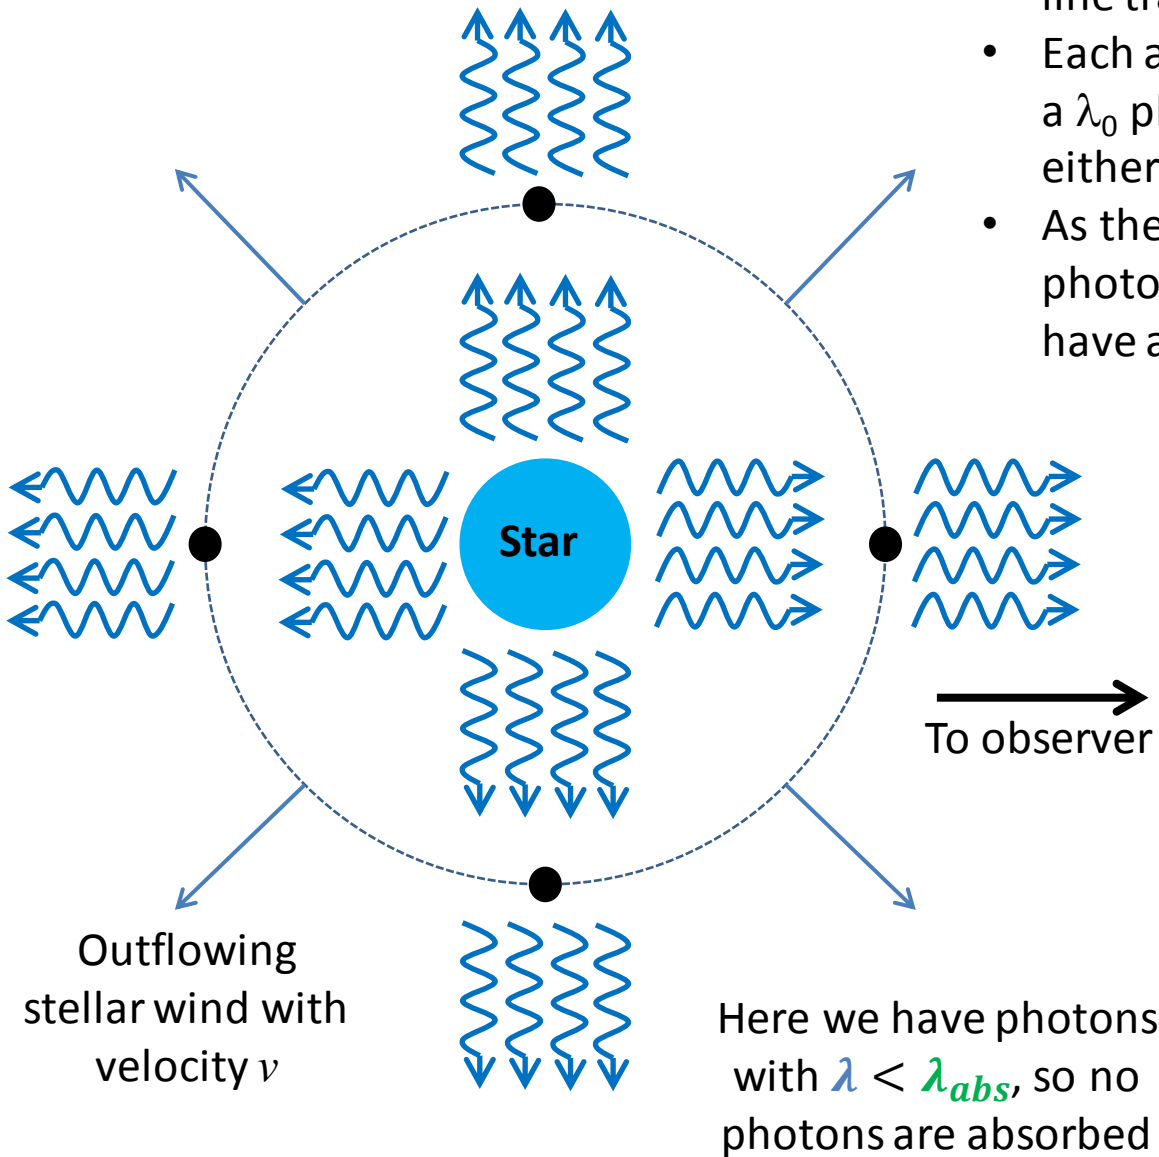 Each a
a λ₀ p
either
As the
photo
have a
Star
To observer
Outflowing
stellar wind with
velocity v
Here we have photons
with λ < λabs, so no
photons are absorbed